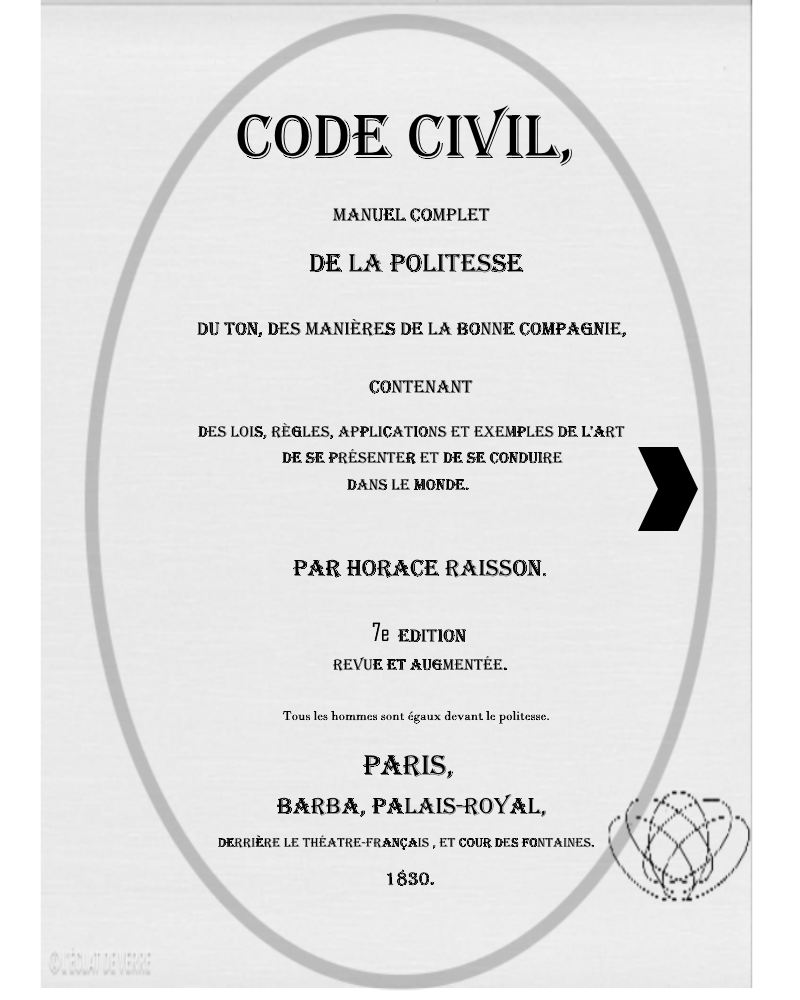 CODE CIVIL,
MANUEL COMPLET
DE LA POLITESSE
DU TON, DES MANIÈRES DE LA BONNE COMPAGNIE,
CONTENANT
DES LOIS, RÈGLES, APPLICATIONS ET EXEMPLES DE L'ART
DE SE PRÉSENTER ET DE SE CONDUIRE
DANS LE MONDE.
PAR HORACE RAISSON.
7e EDITION
REVUE ET AUGMENTÉE.
Tous les hommes sont égaux devant le politesse.
PARIS,
BARBA, PALAIS-ROYAL,
DERRIÈRE LE THÉATRE-FRANÇAIS , ET COUR DES FONTAINES.
1830.
©L'ÉCLAT DE VERRE